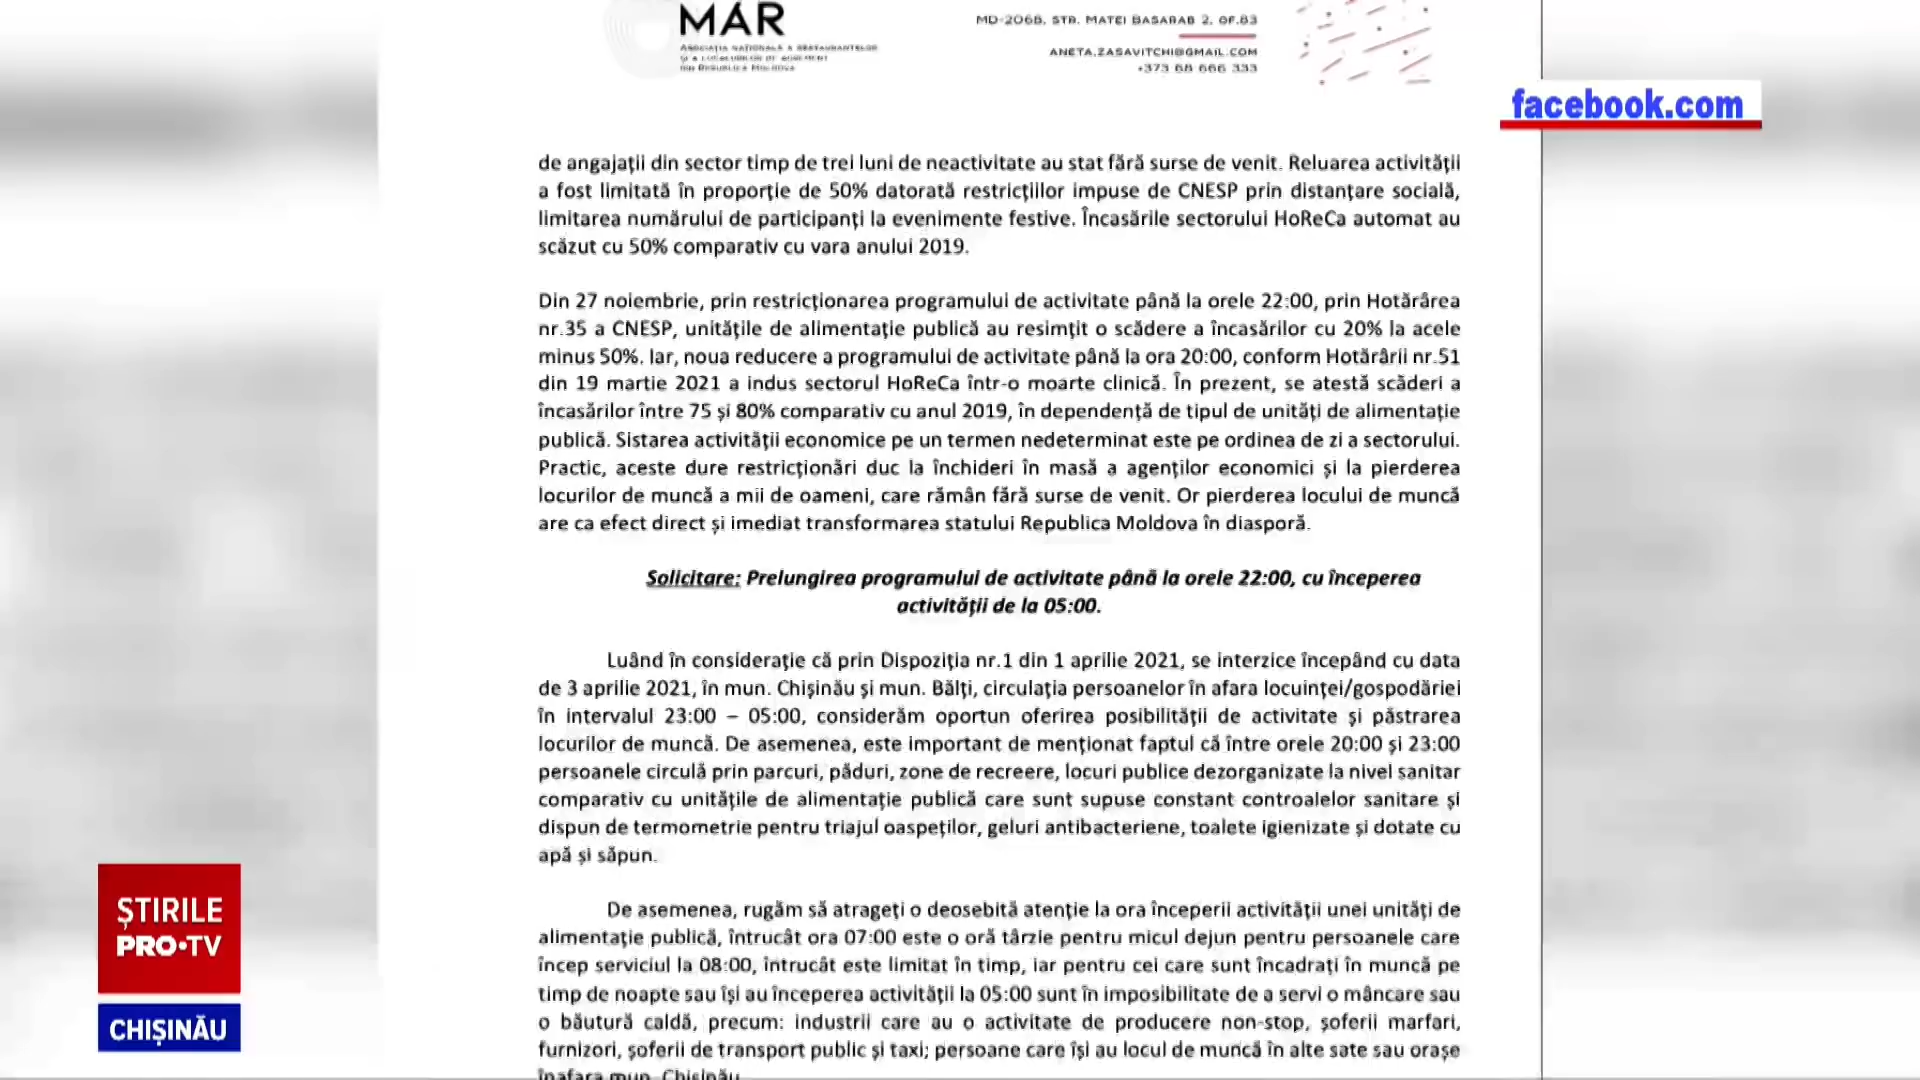 MAR
ASOCIAȚIA NAȚIONALĂ A RESTAURANTELOR
ȘI A LOCALURILOR DE AGREMENT
DIN REPUBLICA MOLDOVA
MD-2068, STR. MATEI BASARAB 2, OF.83
ANETA.ZASAVITCHI@GMAIL.COM
+373 68 666 333
facebook.com
de angajații din sector timp de trei luni de neactivitate au stat fără surse de venit. Reluarea activității
a fost limitată în proporție de 50% datorată restricțiilor impuse de CNESP prin distanțare socială,
limitarea numărului de participanți la evenimente festive. Încasările sectorului HoReCa automat au
scăzut cu 50% comparativ cu vara anului 2019.
Din 27 noiembrie, prin restricționarea programului de activitate până la orele 22:00, prin Hotărârea
nr.35 a CNESP, unitățile de alimentație publică au resimțit o scădere a încasărilor cu 20% la acele
minus 50%. Iar, noua reducere a programului de activitate până la ora 20:00, conform Hotărârii nr.51
din 19 martie 2021 a indus sectorul HoReCa într-o moarte clinică. În prezent, se atestă scăderi a
încasărilor între 75 și 80% comparativ cu anul 2019, în dependență de tipul de unități de alimentație
publică. Sistarea activității economice pe un termen nedeterminat este pe ordinea de zi a sectorului.
Practic, aceste dure restricționări duc la închideri în masă a agenților economici și la pierderea
locurilor de muncă a mii de oameni, care rămân fără surse de venit. Or pierderea locului de muncă
are ca efect direct și imediat transformarea statului Republica Moldova în diasporă.
Solicitare: Prelungirea programului de activitate până la orele 22:00, cu începerea
activității de la 05:00.
Luând în considerație că prin Dispoziția nr.1 din 1 aprilie 2021, se interzice începând cu data
de 3 aprilie 2021, în mun. Chișinău și mun. Bălți, circulația persoanelor în afara locuinței/gospodăriei
în intervalul 23:00 – 05:00, considerăm oportun oferirea posibilității de activitate și păstrarea
locurilor de muncă. De asemenea, este important de menționat faptul că între orele 20:00 și 23:00
persoanele circulă prin parcuri, păduri, zone de recreere, locuri publice dezorganizate la nivel sanitar
comparativ cu unitățile de alimentație publică care sunt supuse constant controalelor sanitare și
dispun de termometrie pentru triajul oaspeților, geluri antibacteriene, toalete igienizate și dotate cu
apă și săpun.
De asemenea, rugăm să atrageți o deosebită atenție la ora începerii activității unei unități de
alimentație publică, întrucât ora 07:00 este o oră târzie pentru micul dejun pentru persoanele care
încep serviciul la 08:00, întrucât este limitat în timp, iar pentru cei care sunt încadrați în muncă pe
timp de noapte sau își au începerea activității la 05:00 sunt în imposibilitate de a servi o mâncare sau
o băutură caldă, precum: industrii care au o activitate de producere non-stop, șoferii marfari,
furnizori, șoferii de transport public și taxi; persoane care își au locul de muncă în alte sate sau orașe
înafara mun. Chișinău.
ȘTIRILE
PRO•TV
CHIȘINĂU